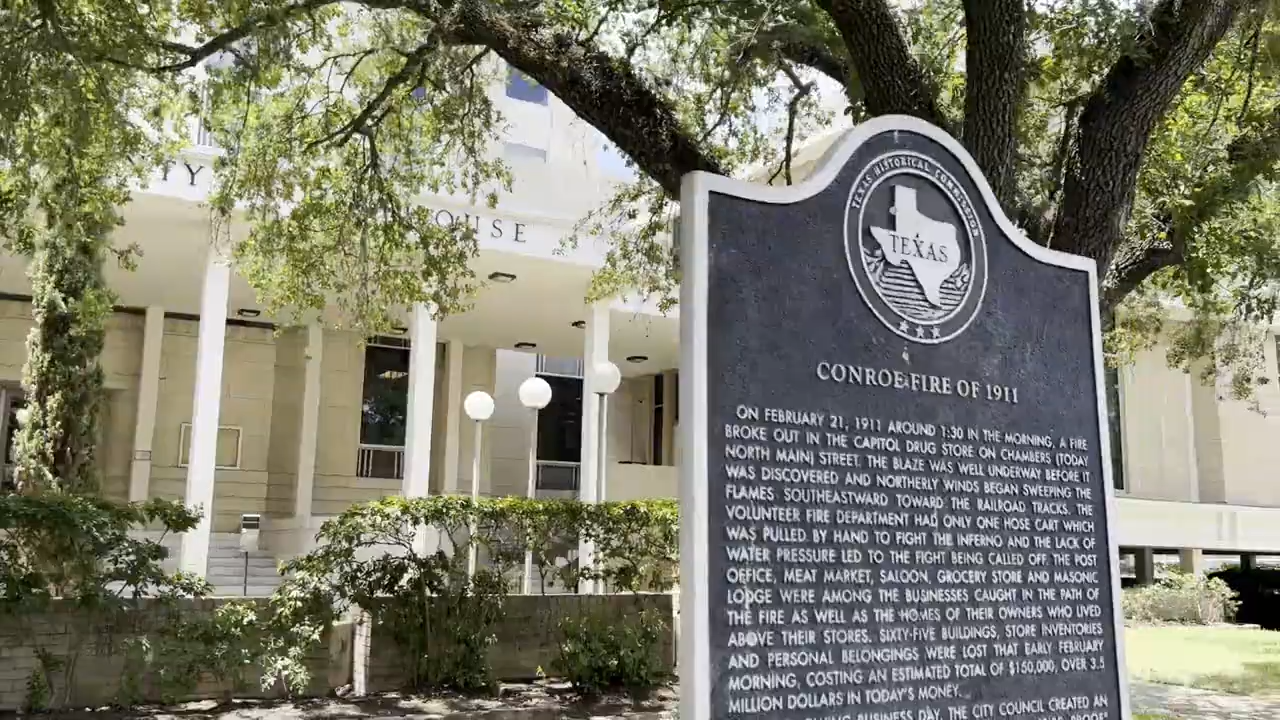 Y
OUSE
TEXAS HISTORICAL COMMISSION
TEXAS
CONROE FIRE OF 1911
ON FEBRUARY 21, 1911 AROUND 1:30 IN THE MORNING, A FIRE
BROKE OUT IN THE CAPITOL DRUG STORE ON CHAMBERS (TODAY
NORTH MAIN) STREET. THE BLAZE WAS WELL UNDERWAY BEFORE IT
WAS DISCOVERED AND NORTHERLY WINDS BEGAN SWEEPING THE
FLAMES SOUTHEASTWARD TOWARD THE RAILROAD TRACKS. THE
VOLUNTEER FIRE DEPARTMENT HAD ONLY ONE HOSE CART WHICH
WAS PULLED BY HAND TO FIGHT THE INFERNO AND THE LACK OF
WATER PRESSURE LED TO THE FIGHT BEING CALLED OFF. THE POST
OFFICE, MEAT MARKET, SALOON, GROCERY STORE AND MASONIC
LODGE WERE AMONG THE BUSINESSES CAUGHT IN THE PATH OF
THE FIRE AS WELL AS THE HOMES OF THEIR OWNERS WHO LIVED
ABOVE THEIR STORES. SIXTY-FIVE BUILDINGS, STORE INVENTORIES
AND PERSONAL BELONGINGS WERE LOST THAT EARLY FEBRUARY
MORNING, COSTING AN ESTIMATED TOTAL OF $150,000, OVER 3.5
MILLION DOLLARS IN TODAY'S MONEY.
BUSINESS DAY, THE CITY COUNCIL CREATED AN